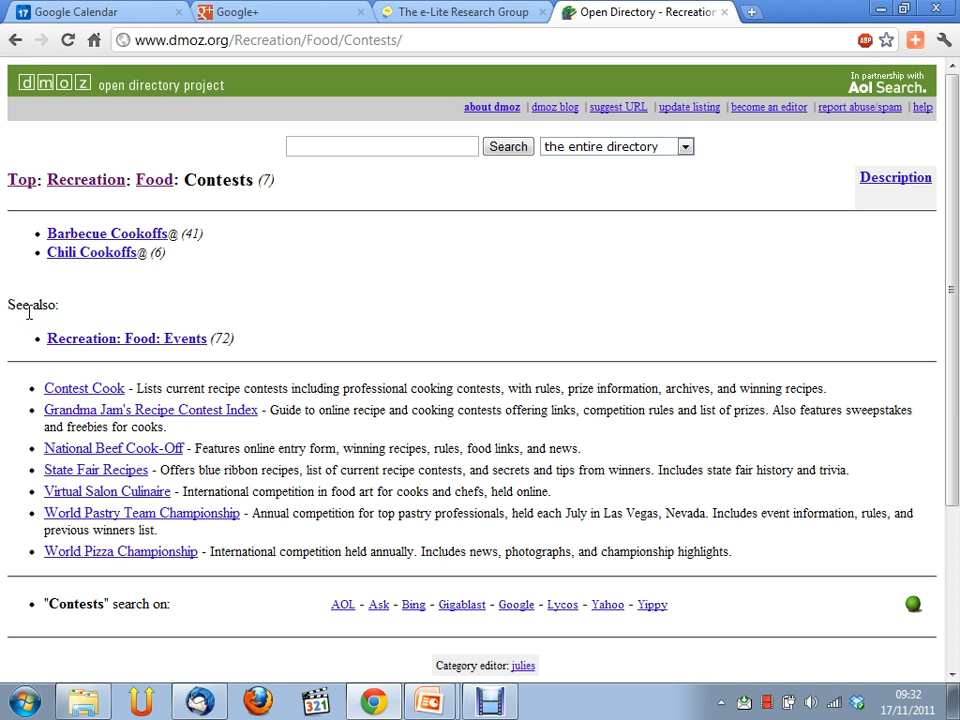 17 Google Calendar
Google+
The e-Lite Research Group
Open Directory - Recreation
www.dmoz.org/Recreation/Food/Contests/
ABP
dmoz open directory project
In partnership with
Aol Search.
about dmoz | dmoz blog | suggest URL | update listing | become an editor | report abuse/spam | help
Search the entire directory
Top: Recreation: Food: Contests (7)
Description
• Barbecue Cookoffs@ (41)
• Chili Cookoffs@ (6)
See also:
• Recreation: Food: Events (72)
• Contest Cook - Lists current recipe contests including professional cooking contests, with rules, prize information, archives, and winning recipes.
• Grandma Jam's Recipe Contest Index - Guide to online recipe and cooking contests offering links, competition rules and list of prizes. Also features sweepstakes
and freebies for cooks.
• National Beef Cook-Off - Features online entry form, winning recipes, rules, food links, and news.
• State Fair Recipes - Offers blue ribbon recipes, list of current recipe contests, and secrets and tips from winners. Includes state fair history and trivia.
• Virtual Salon Culinaire - International competition in food art for cooks and chefs, held online.
• World Pastry Team Championship - Annual competition for top pastry professionals, held each July in Las Vegas, Nevada. Includes event information, rules, and
previous winners list.
• World Pizza Championship - International competition held annually. Includes news, photographs, and championship highlights.
• "Contests" search on: AOL - Ask - Bing - Gigablast - Google - Lycos - Yahoo - Yippy
Category editor: julies
321
09:32
17/11/2011